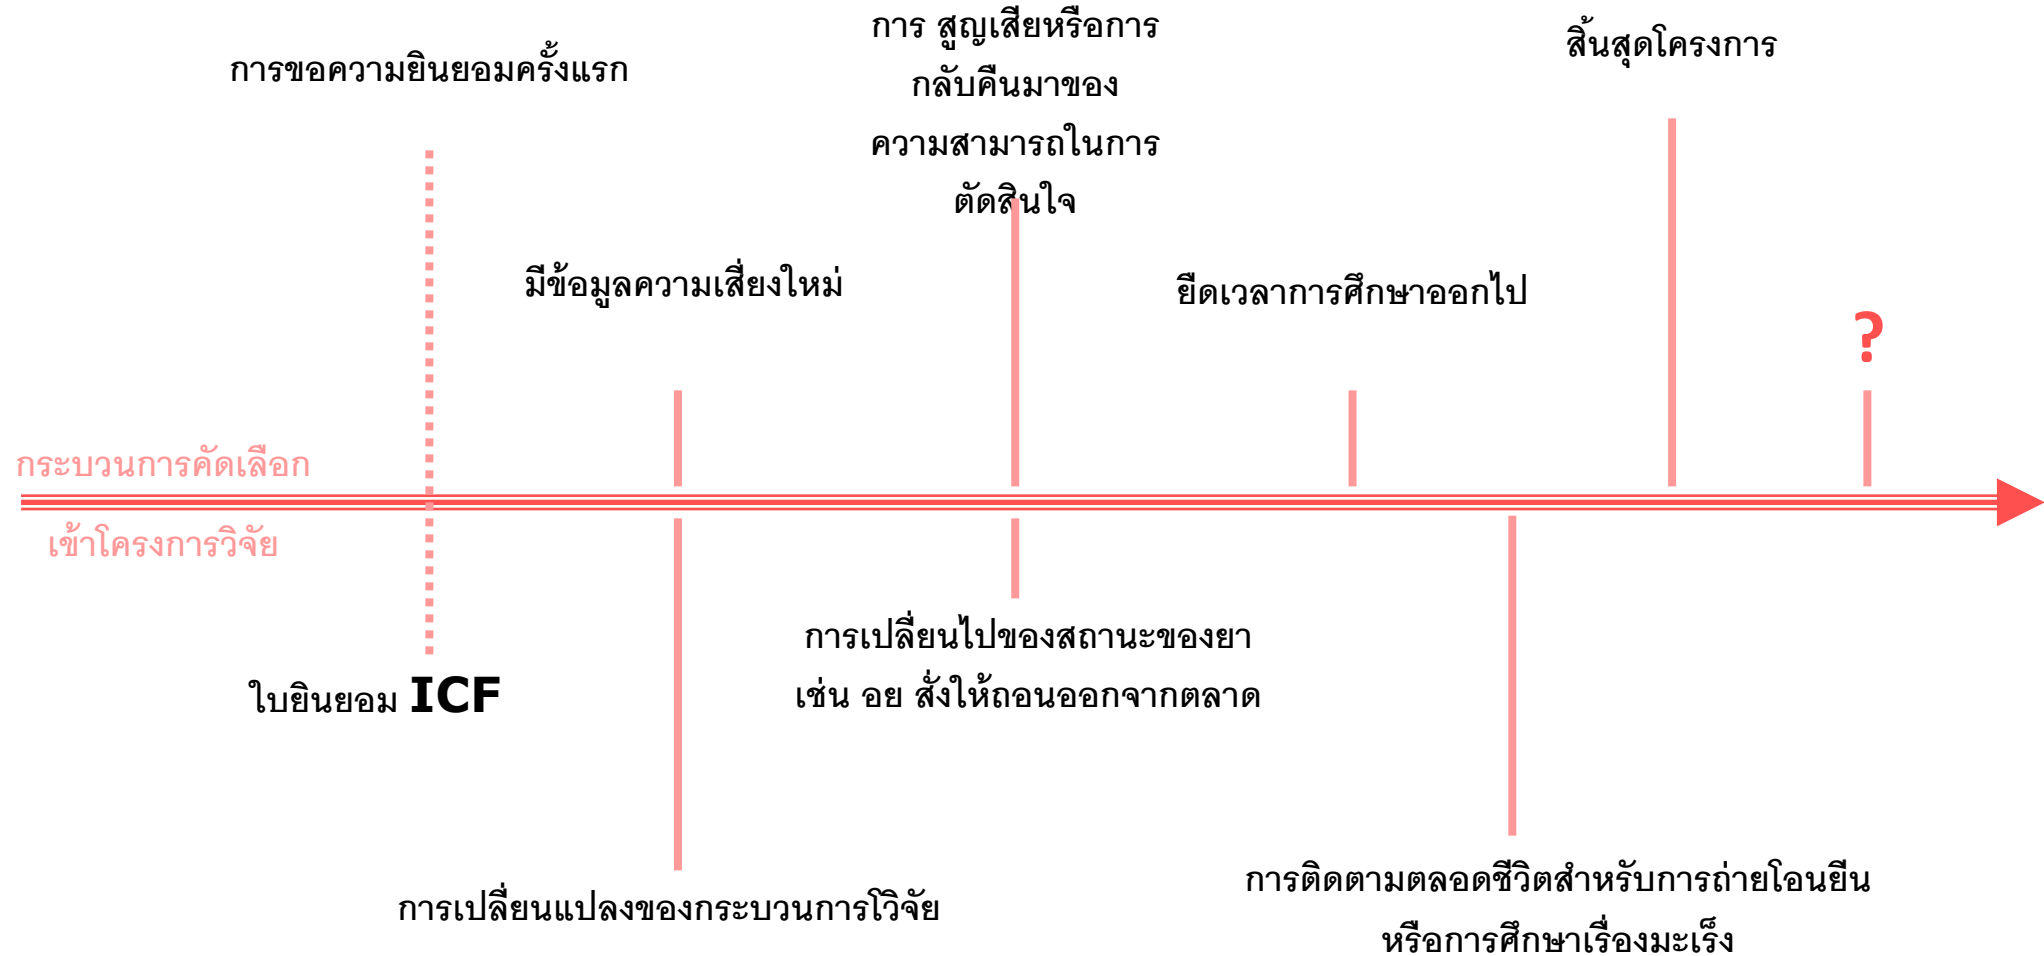 การขอความยินยอมครั้งแรก
การ สูญเสียหรือการ
กลับคืนมาของ
ความสามารถในการ
ตัดสินใจ
สิ้นสุดโครงการ
มีข้อมูลความเสี่ยงใหม่
ยืดเวลาการศึกษาออกไป
?
กระบวนการคัดเลือก
เข้าโครงการวิจัย
ใบยินยอม ICF
การเปลี่ยนไปของสถานะของยา
เช่น อย สั่งให้ถอนออกจากตลาด
การเปลี่ยนแปลงของกระบวนการโวิจัย
การติดตามตลอดชีวิตสำหรับการถ่ายโอนยีน
หรือการศึกษาเรื่องมะเร็ง